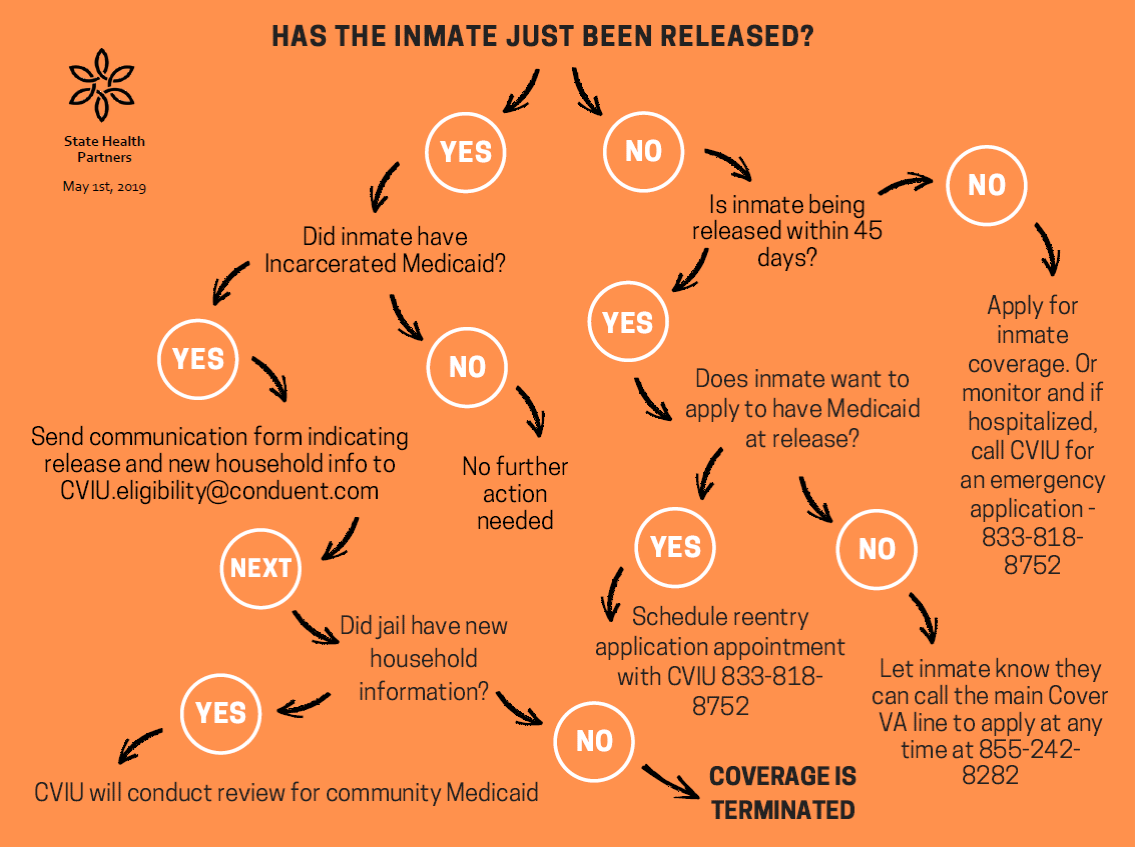 HAS THE INMATE JUST BEEN RELEASED?
State Health
Partners
May 1st, 2019
YES
NO
NO
Is inmate being
released within 45
days?
Did inmate have
Incarcerated Medicaid?
YES
NO
YES
Apply for
inmate
coverage. Or
monitor and if
hospitalized,
call CVIU for
an emergency
application -
833-818-
8752
Does inmate want to
apply to have Medicaid
at release?
Send communication form indicating
release and new household info to
CVIU.eligibility@conduent.com
No further
action
needed
NEXT
YES
NO
Did jail have new
household
information?
Schedule reentry
application appointment
with CVIU 833-818-
8752
Let inmate know they
can call the main Cover
VA line to apply at any
time at 855-242-
8282
YES
NO
CVIU will conduct review for community Medicaid
COVERAGE IS
TERMINATED